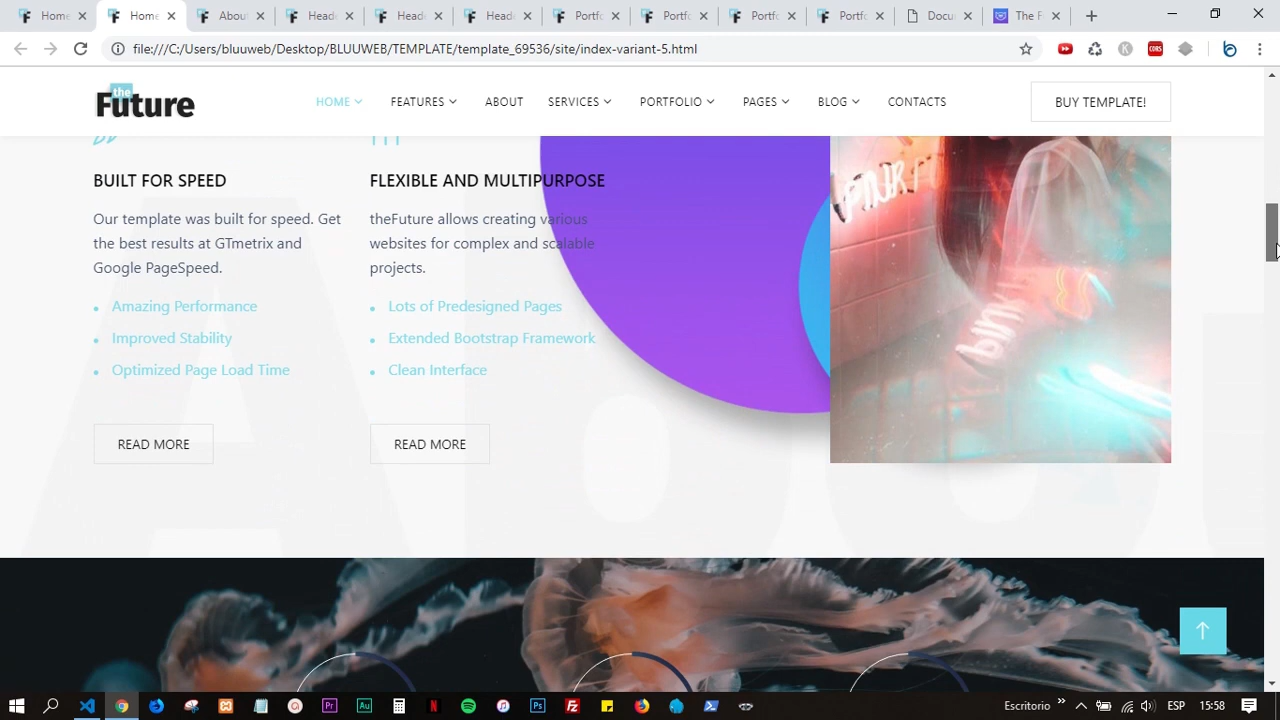 Home
Home
Abou
Heade
Heade
Heade
Portfo
Portfo
Portfo
Portfo
Docu
The F
file:///C:/Users/bluuweb/Desktop/BLUUWEB/TEMPLATE/template_69536/site/index-variant-5.html
the
Future
HOME
FEATURES
ABOUT
SERVICES
PORTFOLIO
PAGES
BLOG
CONTACTS
BUY TEMPLATE!
BUILT FOR SPEED
Our template was built for speed. Get
the best results at GTmetrix and
Google PageSpeed.
Amazing Performance
Improved Stability
Optimized Page Load Time
READ MORE
FLEXIBLE AND MULTIPURPOSE
theFuture allows creating various
websites for complex and scalable
projects.
Lots of Predesigned Pages
Extended Bootstrap Framework
Clean Interface
READ MORE
Escritorio
ESP
15:58